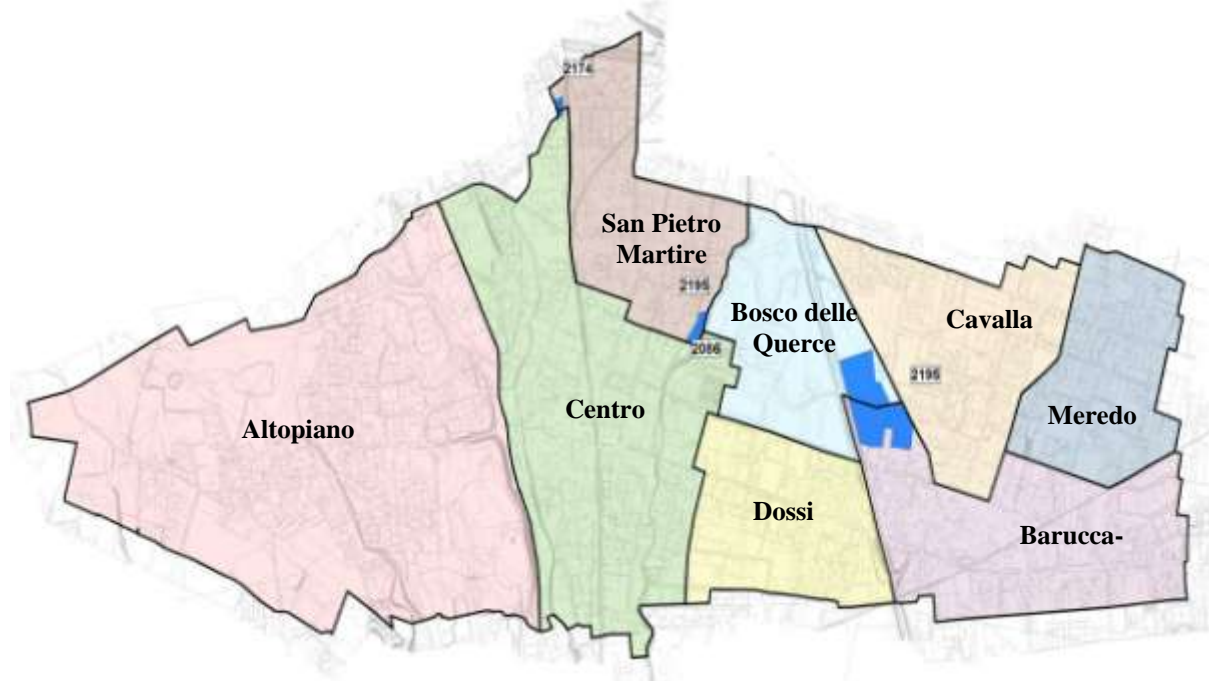 2174
San Pietro
Martire
2195
Bosco delle
Querce
Cavalla
2086
2195
Centro
Meredo
Altopiano
Dossi
Barucca-